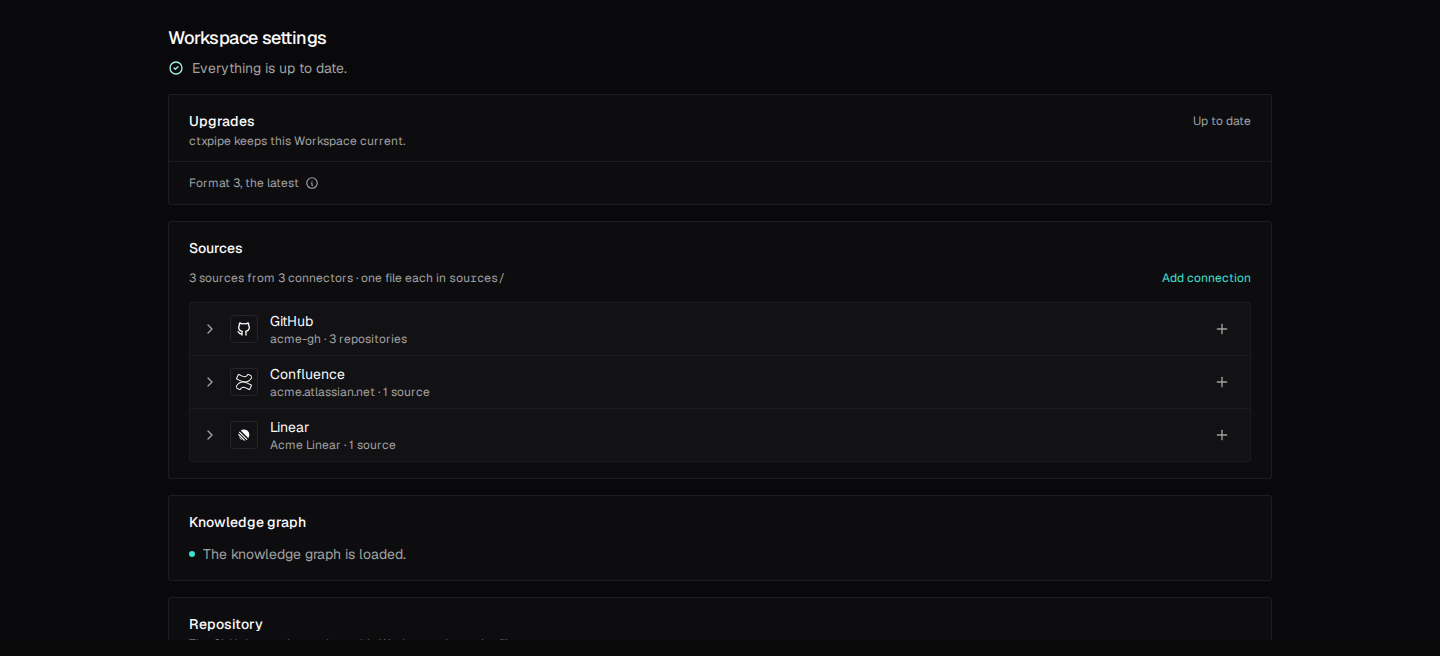 Workspace settings
Everything is up to date.
Upgrades
Up to date
ctxpipe keeps this Workspace current.
Format 3, the latest
Sources
3 sources from 3 connectors · one file each in sources/
Add connection
GitHub
acme-gh · 3 repositories
Confluence
acme.atlassian.net · 1 source
Linear
Acme Linear · 1 source
Knowledge graph
The knowledge graph is loaded.
Repository